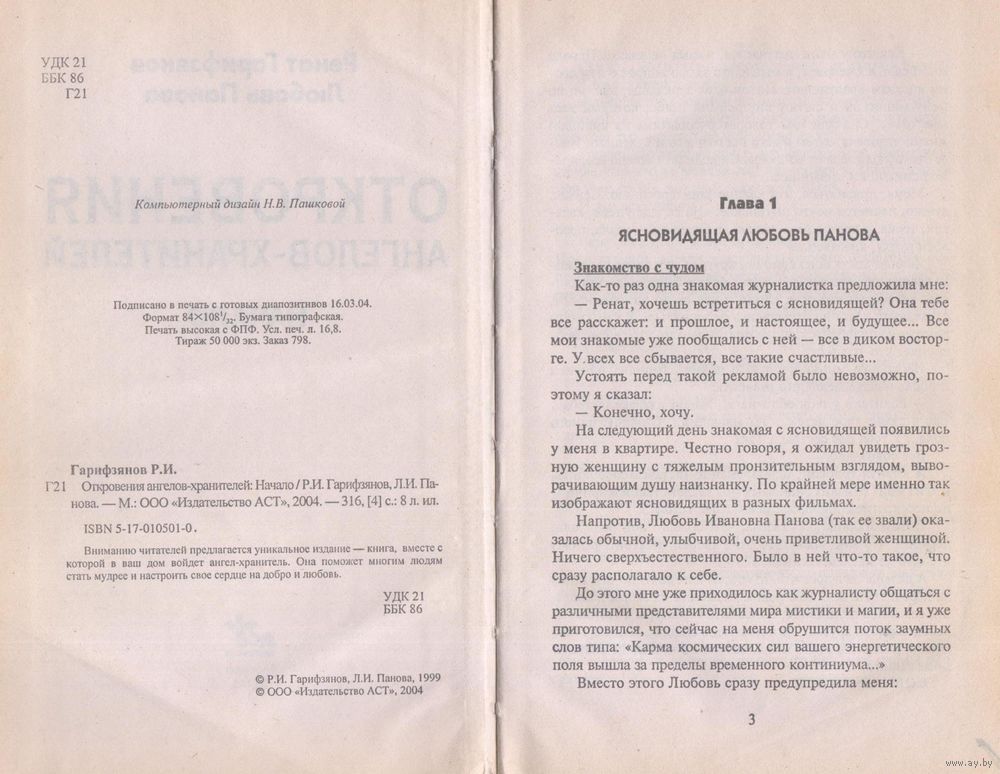 УДК 21
ББК 86
Г21
Компьютерный дизайн Н.В. Пашковой
Подписано в печать с готовых диапозитивов 16.03.04.
Формат 84×108¹/₃₂. Бумага типографская.
Печать высокая с ФПФ. Усл. печ. л. 16,8.
Тираж 50 000 экз. Заказ 798.
Гарифзянов Р.И.
Г21 Откровения ангелов-хранителей: Начало / Р.И. Гарифзянов, Л.И. Па-
нова. — М.: ООО «Издательство АСТ», 2004. — 316, [4] с.: 8 л. ил.
ISBN 5-17-010501-0.
Вниманию читателей предлагается уникальное издание — книга, вместе с
которой в ваш дом войдет ангел-хранитель. Она поможет многим людям
стать мудрее и настроить свое сердце на добро и любовь.
УДК 21
ББК 86
© Р.И. Гарифзянов, Л.И. Панова, 1999
© ООО «Издательство АСТ», 2004
Глава 1
ЯСНОВИДЯЩАЯ ЛЮБОВЬ ПАНОВА
Знакомство с чудом
Как-то раз одна знакомая журналистка предложила мне:
— Ренат, хочешь встретиться с ясновидящей? Она тебе
все расскажет: и прошлое, и настоящее, и будущее... Все
мои знакомые уже пообщались с ней — все в диком востор-
ге. У всех все сбывается, все такие счастливые...
Устоять перед такой рекламой было невозможно, по-
этому я сказал:
— Конечно, хочу.
На следующий день знакомая с ясновидящей появились
у меня в квартире. Честно говоря, я ожидал увидеть гроз-
ную женщину с тяжелым пронзительным взглядом, выво-
рачивающим душу наизнанку. По крайней мере именно так
изображают ясновидящих в разных фильмах.
Напротив, Любовь Ивановна Панова (так ее звали) ока-
залась обычной, улыбчивой, очень приветливой женщиной.
Ничего сверхъестественного. Было в ней что-то такое, что
сразу располагало к себе.
До этого мне уже приходилось как журналисту общаться с
различными представителями мира мистики и магии, и я уже
приготовился, что сейчас на меня обрушится поток заумных
слов типа: «Карма космических сил вашего энергетического
поля вышла за пределы временного континиума...»
Вместо этого Любовь сразу предупредила меня:
3
www.ay.by